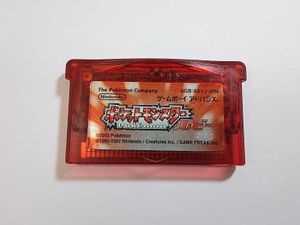 The Pokémon Company AGB-AXVJ-JPN
Nintendo ゲームボーイ アドバンス
ポケットモンスター
ルビー
©2002 Pokémon
©1995-2002 Nintendo / Creatures inc. / GAME FREAK inc.